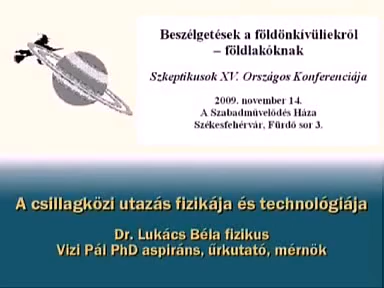 Beszélgetések a földönkívüliekről
– földlakóknak
Szkeptikusok XV. Országos Konferenciája
2009. november 14.
A Szabadművelődés Háza
Székesfehérvár, Fürdő sor 3.
A csillagközi utazás fizikája és technológiája
Dr. Lukács Béla fizikus
Vizi Pál PhD aspiráns, űrkutató, mérnök